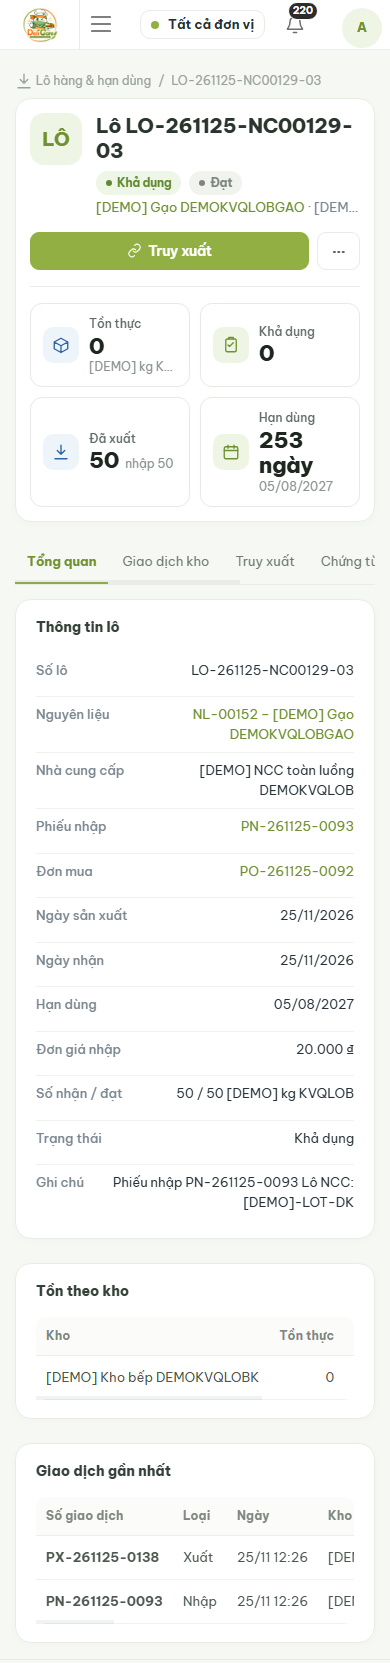 Tất cả đơn vị
220
A
Lô hàng & hạn dùng / LO-261125-NC00129-03
LÔ
Lô LO-261125-NC00129-
03
Khả dụng
Đạt
[DEMO] Gạo DEMOKVQLOBGAO · [DEM...
Truy xuất
...
Tồn thực
0
[DEMO] kg K...
Khả dụng
0
Đã xuất
50 nhập 50
Hạn dùng
253
ngày
05/08/2027
Tổng quan
Giao dịch kho
Truy xuất
Chứng từ
Thông tin lô
Số lô
LO-261125-NC00129-03
Nguyên liệu
NL-00152 – [DEMO] Gạo
DEMOKVQLOBGAO
Nhà cung cấp
[DEMO] NCC toàn luồng
DEMOKVQLOB
Phiếu nhập
PN-261125-0093
Đơn mua
PO-261125-0092
Ngày sản xuất
25/11/2026
Ngày nhận
25/11/2026
Hạn dùng
05/08/2027
Đơn giá nhập
20.000 ₫
Số nhận / đạt
50 / 50 [DEMO] kg KVQLOB
Trạng thái
Khả dụng
Ghi chú
Phiếu nhập PN-261125-0093 Lô NCC:
[DEMO]-LOT-DK
Tồn theo kho
Kho
Tồn thực
[DEMO] Kho bếp DEMOKVQLOBK
0
Giao dịch gần nhất
Số giao dịch
Loại
Ngày
Kho
PX-261125-0138
Xuất
25/11 12:26
[DEM
PN-261125-0093
Nhập
25/11 12:26
[DEM